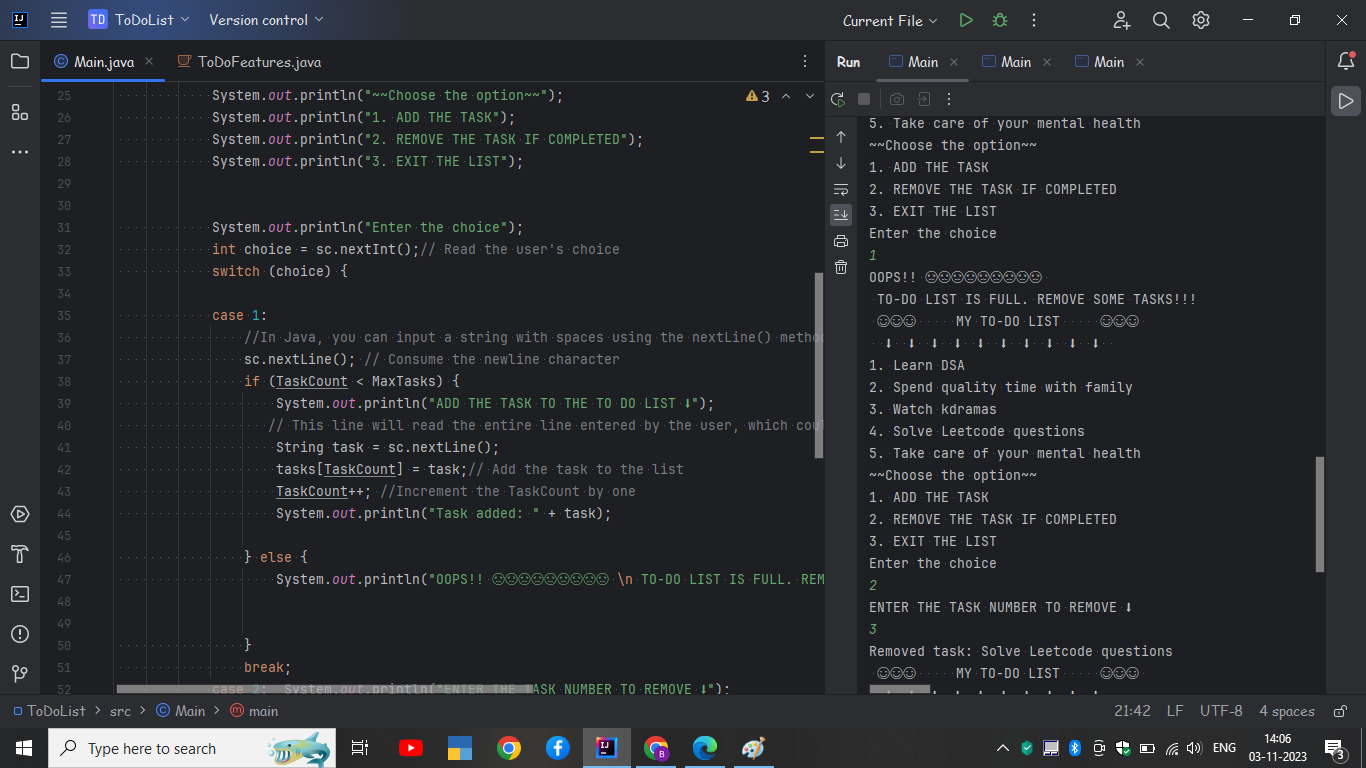 TD ToDoList Version control Current File
Main.java ToDoFeatures.java
25 System.out.println("~~Choose the option~~"); 3
26 System.out.println("1. ADD THE TASK");
27 System.out.println("2. REMOVE THE TASK IF COMPLETED");
28 System.out.println("3. EXIT THE LIST");
29
30
31 System.out.println("Enter the choice");
32 int choice = sc.nextInt();// Read the user's choice
33 switch (choice) {
34
35 case 1:
36 //In Java, you can input a string with spaces using the nextLine() metho
37 sc.nextLine(); // Consume the newline character
38 if (TaskCount < MaxTasks) {
39 System.out.println("ADD THE TASK TO THE TO DO LIST ⬇");
40 // This line will read the entire line entered by the user, which cou
41 String task = sc.nextLine();
42 tasks[TaskCount] = task;// Add the task to the list
43 TaskCount++; //Increment the TaskCount by one
44 System.out.println("Task added: " + task);
45
46 } else {
47 System.out.println("OOPS!! 😐😐😐😐😐😐😐😐😐 \n TO-DO LIST IS FULL. REM
48
49
50 }
51 break;
52 case 2: System.out.println("ENTER THE TASK NUMBER TO REMOVE ⬇");
Run Main Main Main
5. Take care of your mental health
~~Choose the option~~
1. ADD THE TASK
2. REMOVE THE TASK IF COMPLETED
3. EXIT THE LIST
Enter the choice
1
OOPS!! 😐😐😐😐😐😐😐😐😐
TO-DO LIST IS FULL. REMOVE SOME TASKS!!!
😊😊😊 MY TO-DO LIST 😊😊😊
⬇ ⬇ ⬇ ⬇ ⬇ ⬇ ⬇ ⬇ ⬇ ⬇
1. Learn DSA
2. Spend quality time with family
3. Watch kdramas
4. Solve Leetcode questions
5. Take care of your mental health
~~Choose the option~~
1. ADD THE TASK
2. REMOVE THE TASK IF COMPLETED
3. EXIT THE LIST
Enter the choice
2
ENTER THE TASK NUMBER TO REMOVE ⬇
3
Removed task: Solve Leetcode questions
😊😊😊 MY TO-DO LIST 😊😊😊
ToDoList > src > Main > main 21:42 LF UTF-8 4 spaces
Type here to search ENG 14:06
03-11-2023 3